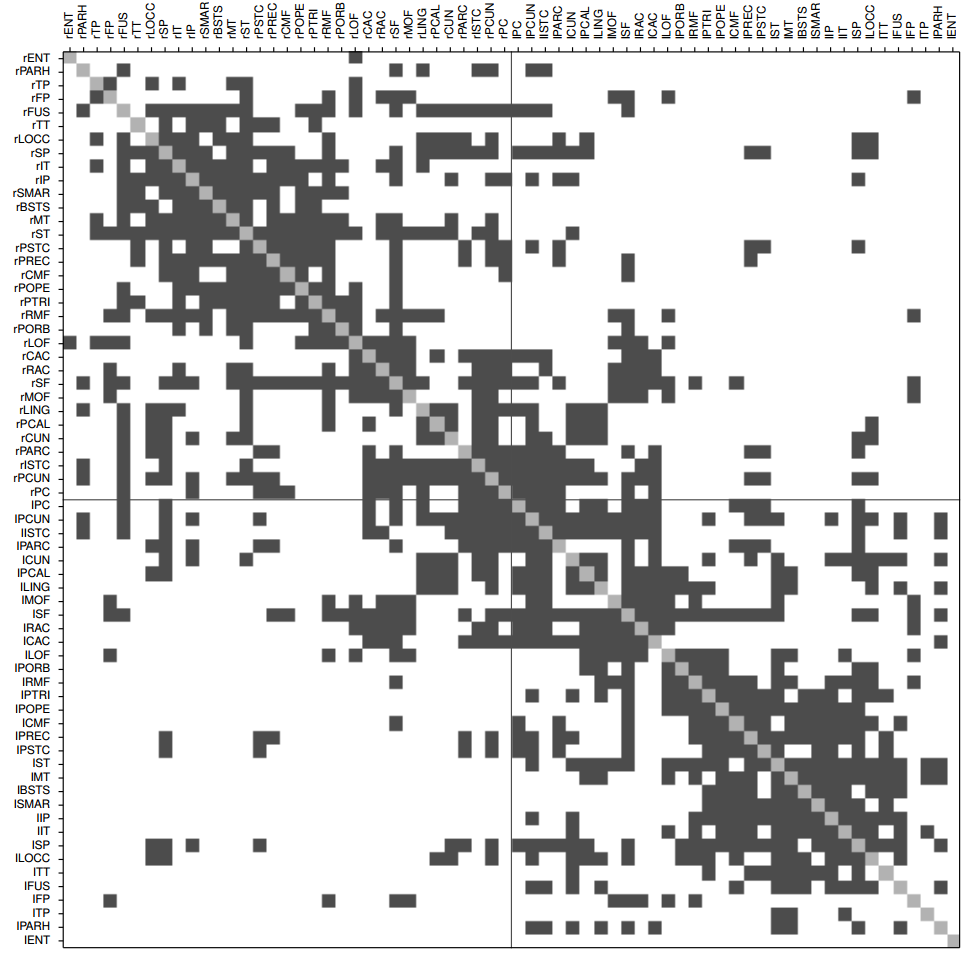 rENT rPARH rTP rFP rFUS rTT rLOCC rSP rIT rIP rSMAR rBSTS rMT rST rPSTC rPREC rCMF rPOPE rPTRI rRMF rPORB rLOF rCAC rRAC rSF rMOF rLING rPCAL rCUN rPARC rISTC rPCUN rPC lPC lPCUN lISTC lPARC lCUN lPCAL lLING lMOF lSF lRAC lCAC lLOF lPORB lRMF lPTRI lPOPE lCMF lPREC lPSTC lST lMT lBSTS lSMAR lIP lIT lSP lLOCC lTT lFUS lFP lTP lPARH lENT
rENT
rPARH
rTP
rFP
rFUS
rTT
rLOCC
rSP
rIT
rIP
rSMAR
rBSTS
rMT
rST
rPSTC
rPREC
rCMF
rPOPE
rPTRI
rRMF
rPORB
rLOF
rCAC
rRAC
rSF
rMOF
rLING
rPCAL
rCUN
rPARC
rISTC
rPCUN
rPC
lPC
lPCUN
lISTC
lPARC
lCUN
lPCAL
lLING
lMOF
lSF
lRAC
lCAC
lLOF
lPORB
lRMF
lPTRI
lPOPE
lCMF
lPREC
lPSTC
lST
lMT
lBSTS
lSMAR
lIP
lIT
lSP
lLOCC
lTT
lFUS
lFP
lTP
lPARH
lENT